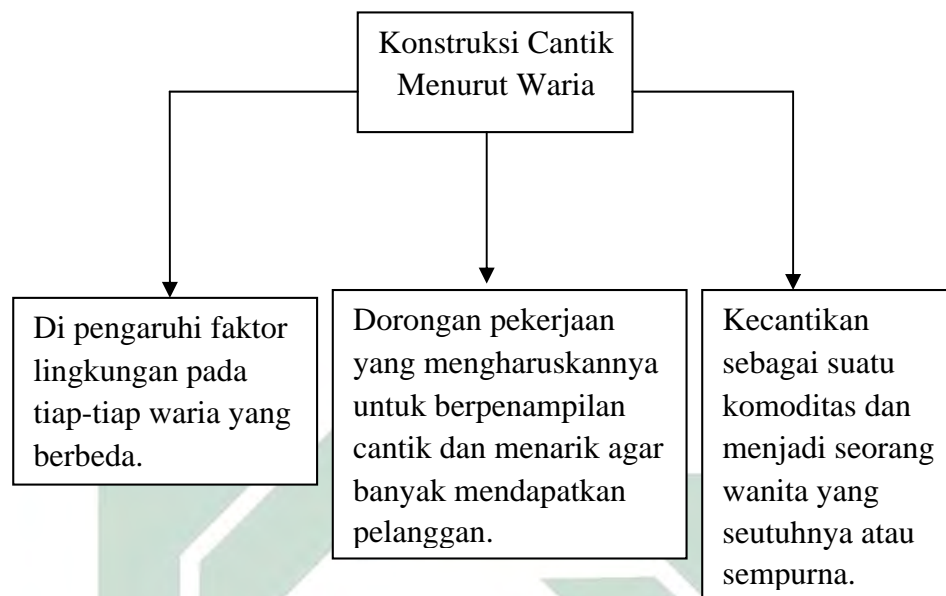 Konstruksi Cantik
Menurut Waria
Di pengaruhi faktor
lingkungan pada
tiap-tiap waria yang
berbeda.
Dorongan pekerjaan
yang mengharuskannya
untuk berpenampilan
cantik dan menarik agar
banyak mendapatkan
pelanggan.
Kecantikan
sebagai suatu
komoditas dan
menjadi seorang
wanita yang
seutuhnya atau
sempurna.